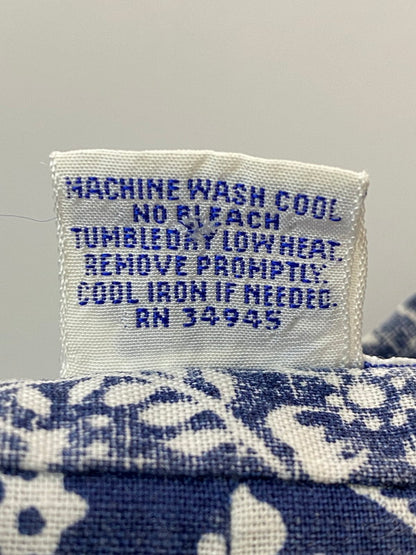 MACHINE WASH COOL
NO BLEACH
TUMBLE DRY LOW HEAT.
REMOVE PROMPTLY.
COOL IRON IF NEEDED.
RN 34945